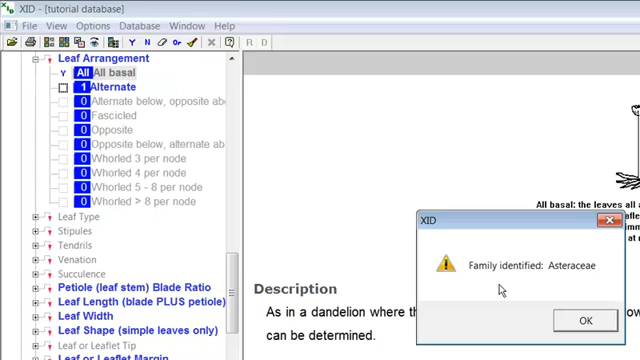 XID - [tutorial database]
File View Options Database Window Help
Y N Or ? R D
Leaf Arrangement
Y All All basal
1 Alternate
0 Alternate below, opposite abo
0 Fascicled
0 Opposite
0 Opposite below, alternate abo
0 Whorled 3 per node
0 Whorled 4 per node
0 Whorled 5 - 8 per node
0 Whorled > 8 per node
Leaf Type
Stipules
Tendrils
Venation
Succulence
Petiole (leaf stem) Blade Ratio
Leaf Length (blade PLUS petiole)
Leaf Width
Leaf Shape (simple leaves only)
Leaf or Leaflet Tip
Leaf or Leaflet Margin
All basal: the leaves all a
Description
As in a dandelion where th
can be determined.
XID
Family identified: Asteraceae
OK